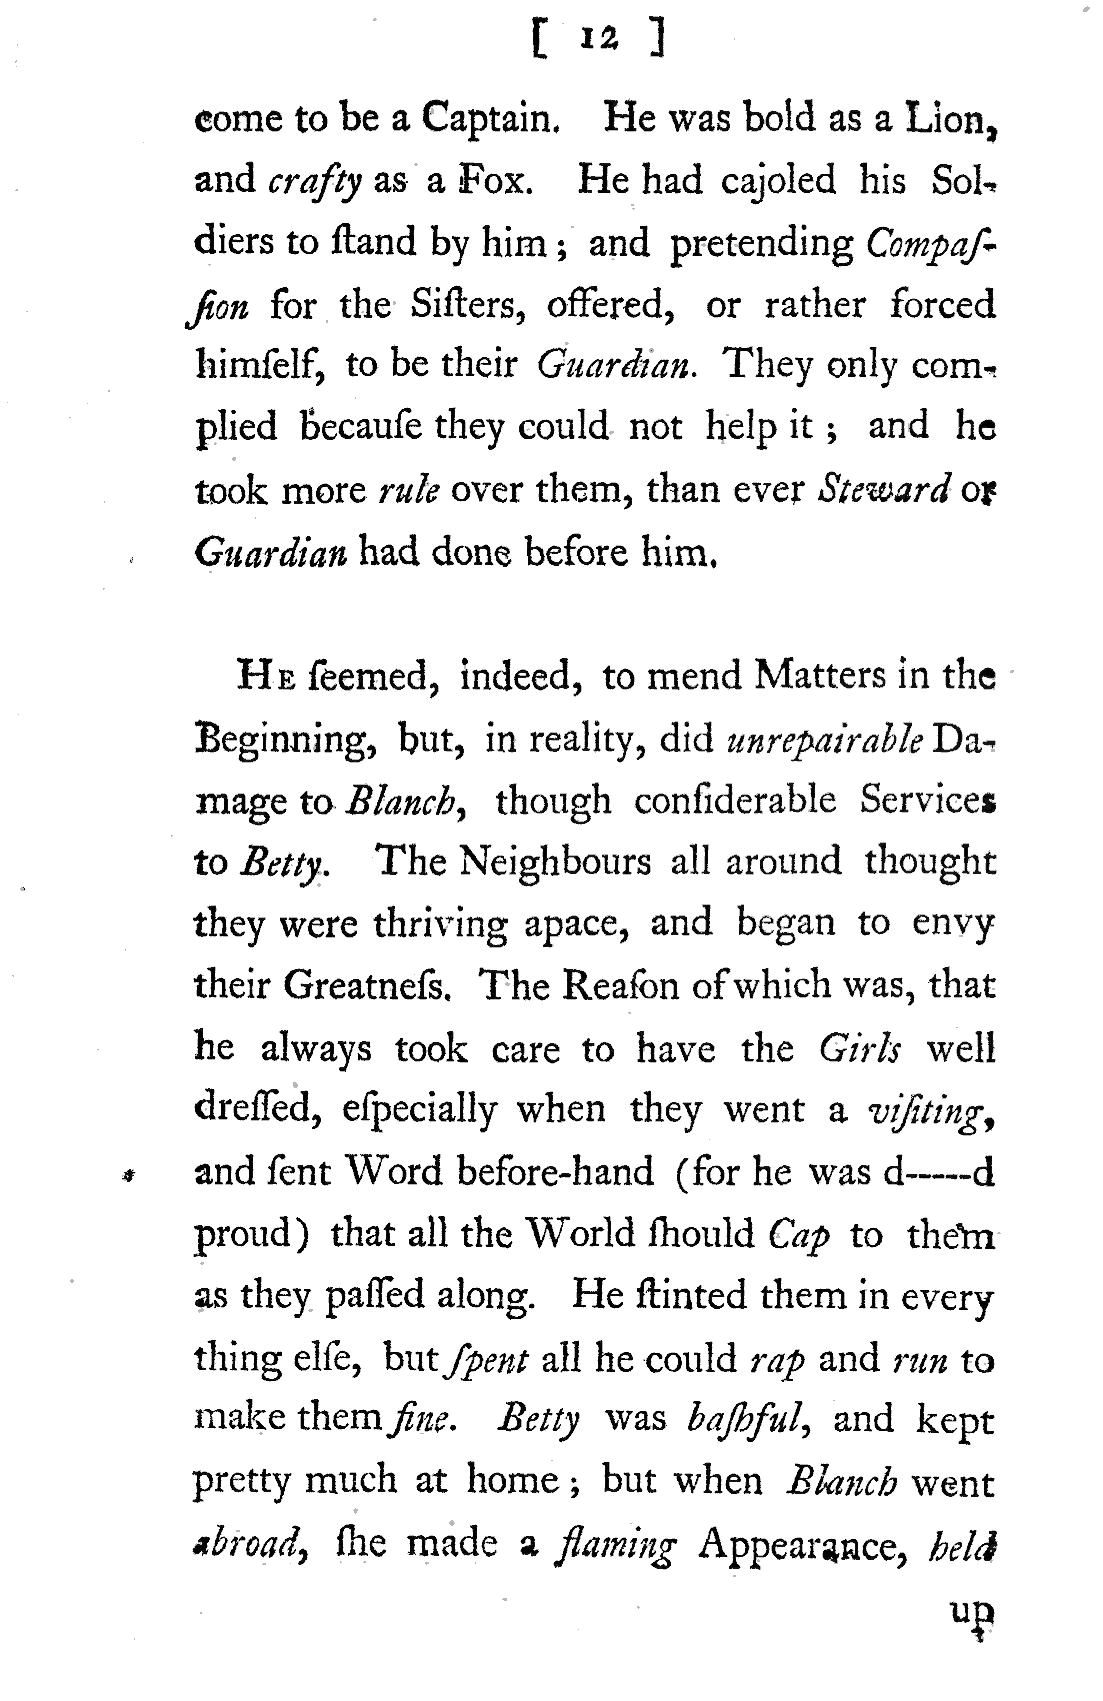 [ 12 ]
come to be a Captain. He was bold as a Lion,
and crafty as a Fox. He had cajoled his Sol-
diers to ſtand by him ; and pretending Compaſ-
ſion for the Siſters, offered, or rather forced
himſelf, to be their Guardian. They only com-
plied becauſe they could not help it ; and he
took more rule over them, than ever Steward or
Guardian had done before him.
HE ſeemed, indeed, to mend Matters in the
Beginning, but, in reality, did unrepairable Da-
mage to Blanch, though conſiderable Services
to Betty. The Neighbours all around thought
they were thriving apace, and began to envy
their Greatneſs. The Reaſon of which was, that
he always took care to have the Girls well
dreſſed, eſpecially when they went a viſiting,
and ſent Word before-hand (for he was d-----d
proud) that all the World ſhould Cap to them
as they paſſed along. He ſtinted them in every
thing elſe, but ſpent all he could rap and run to
make them fine. Betty was baſhful, and kept
pretty much at home ; but when Blanch went
abroad, ſhe made a flaming Appearance, held
up